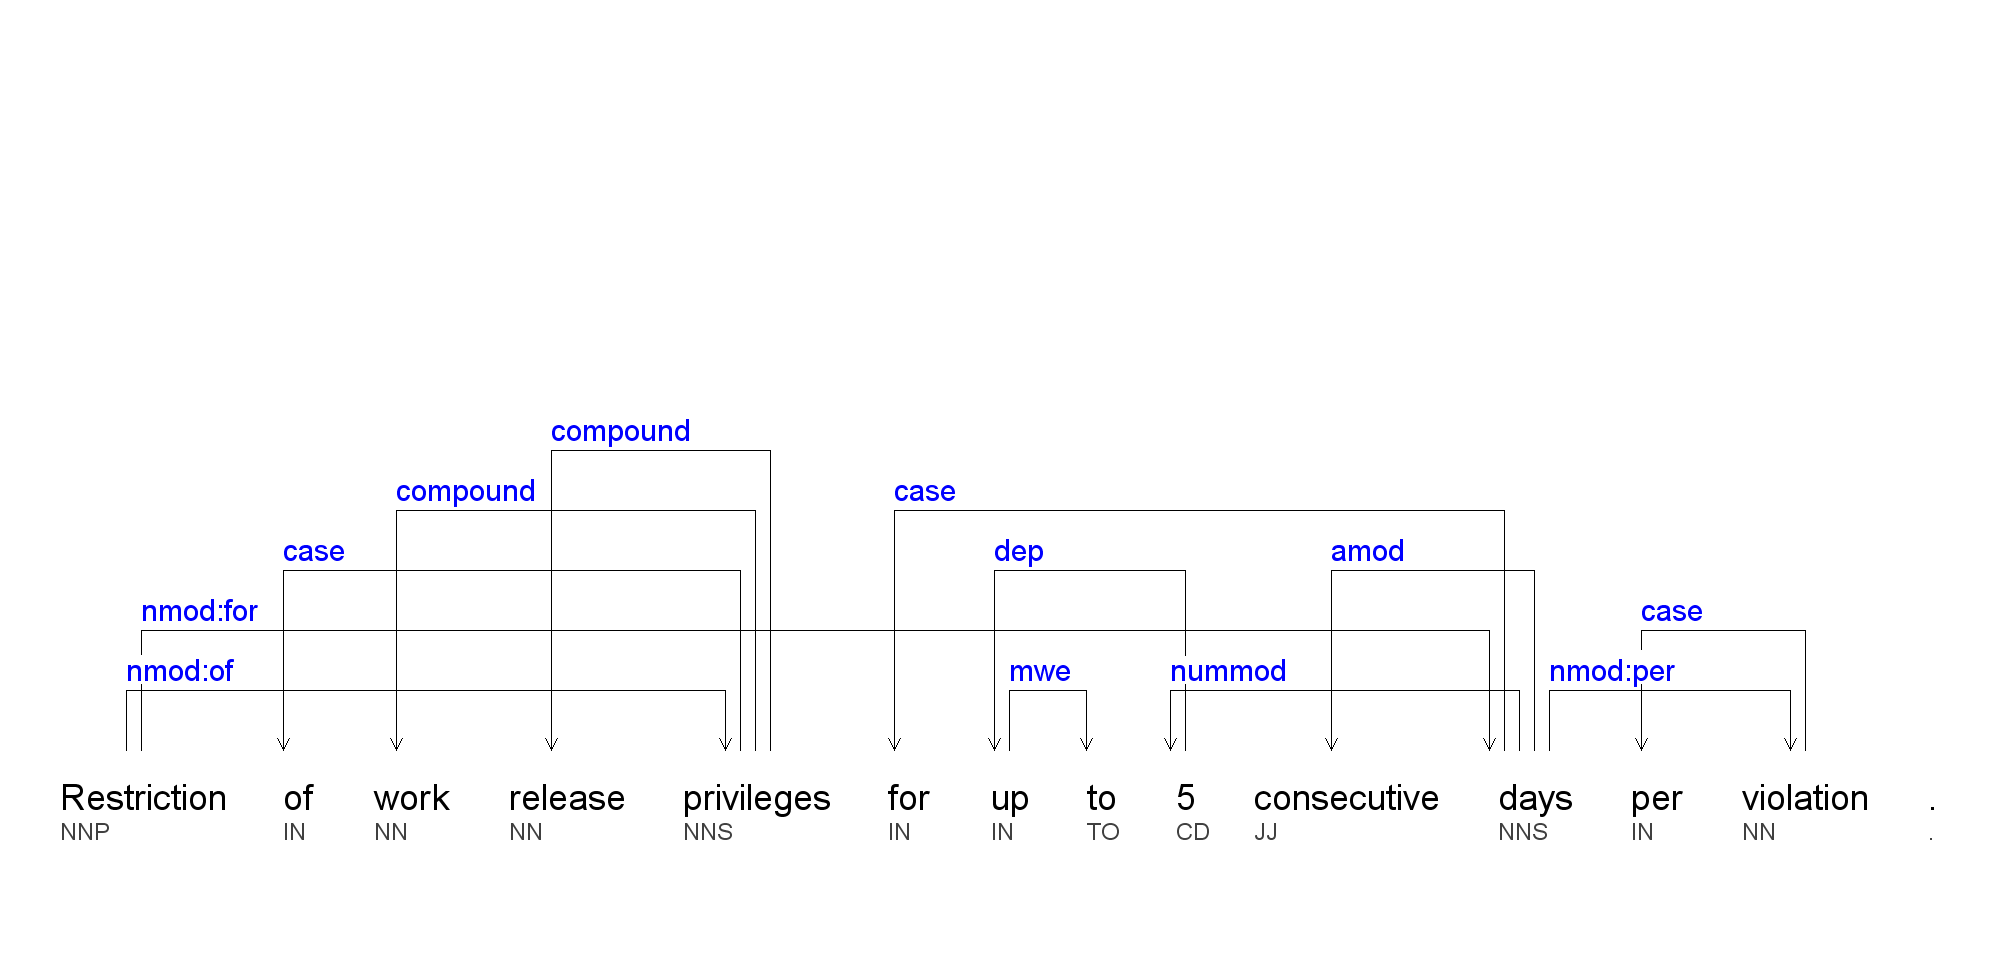 compound
compound case
case dep amod
nmod:for case
nmod:of mwe nummod nmod:per
Restriction of work release privileges for up to 5 consecutive days per violation .
NNP IN NN NN NNS IN IN TO CD JJ NNS IN NN .